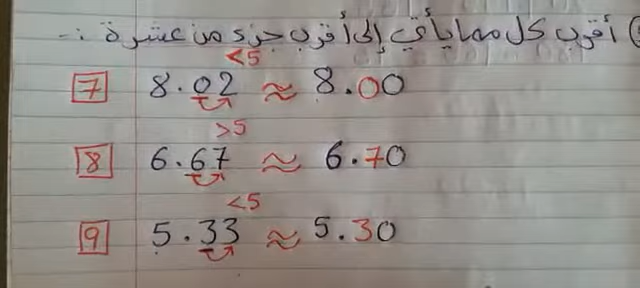 أقرب كل مما يأتي إلى أقرب جزء من عشرة :-
<5
7 8.02 ≈ 8.00
>5
8 6.67 ≈ 6.70
<5
9 5.33 ≈ 5.30